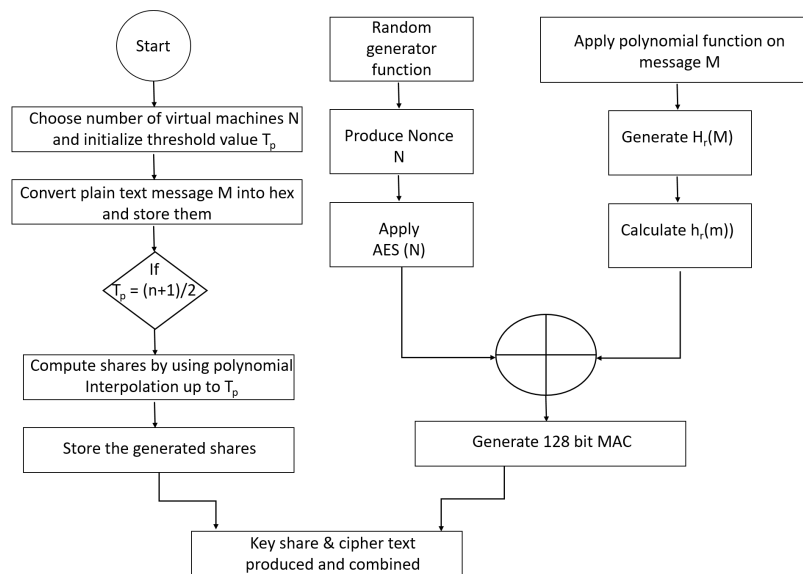 Start
Choose number of virtual machines N
and initialize threshold value Tₚ
Convert plain text message M into hex
and store them
If
Tₚ = (n+1)/2
Compute shares by using polynomial
Interpolation up to Tₚ
Store the generated shares
Random
generator
function
Produce Nonce
N
Apply
AES (N)
Apply polynomial function on
message M
Generate Hᵣ(M)
Calculate hᵣ(m))
Generate 128 bit MAC
Key share & cipher text
produced and combined